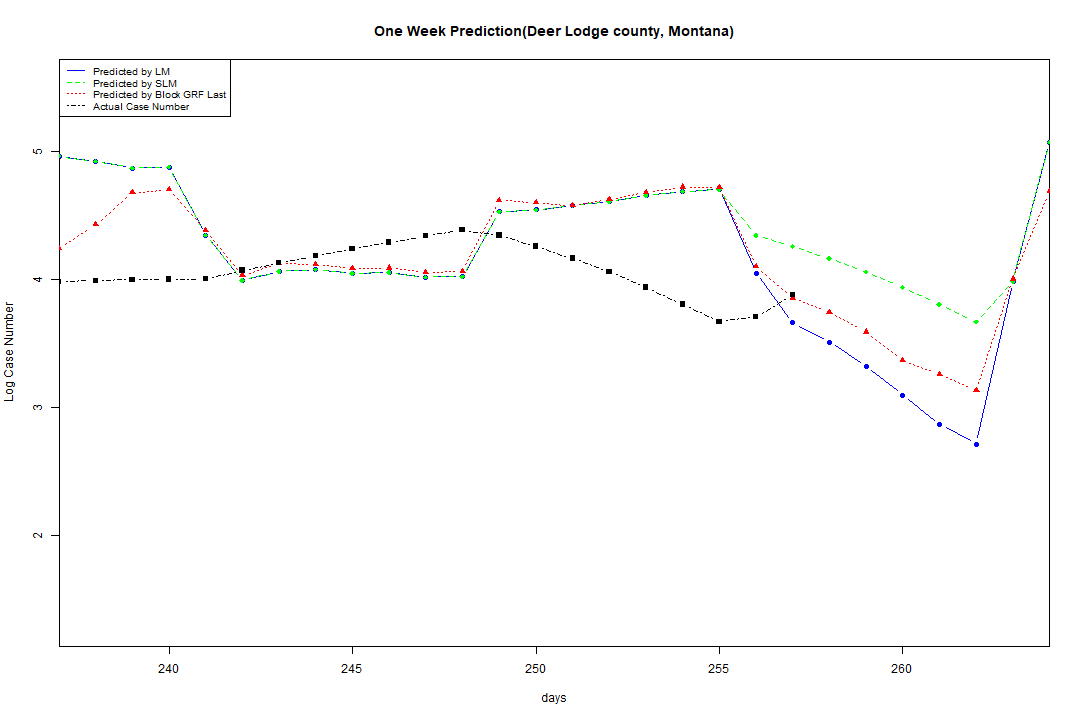 One Week Prediction(Deer Lodge county, Montana)
Predicted by LM
Predicted by SLM
Predicted by Block GRF Last
Actual Case Number
5
4
3
2
Log Case Number
240 245 250 255 260
days